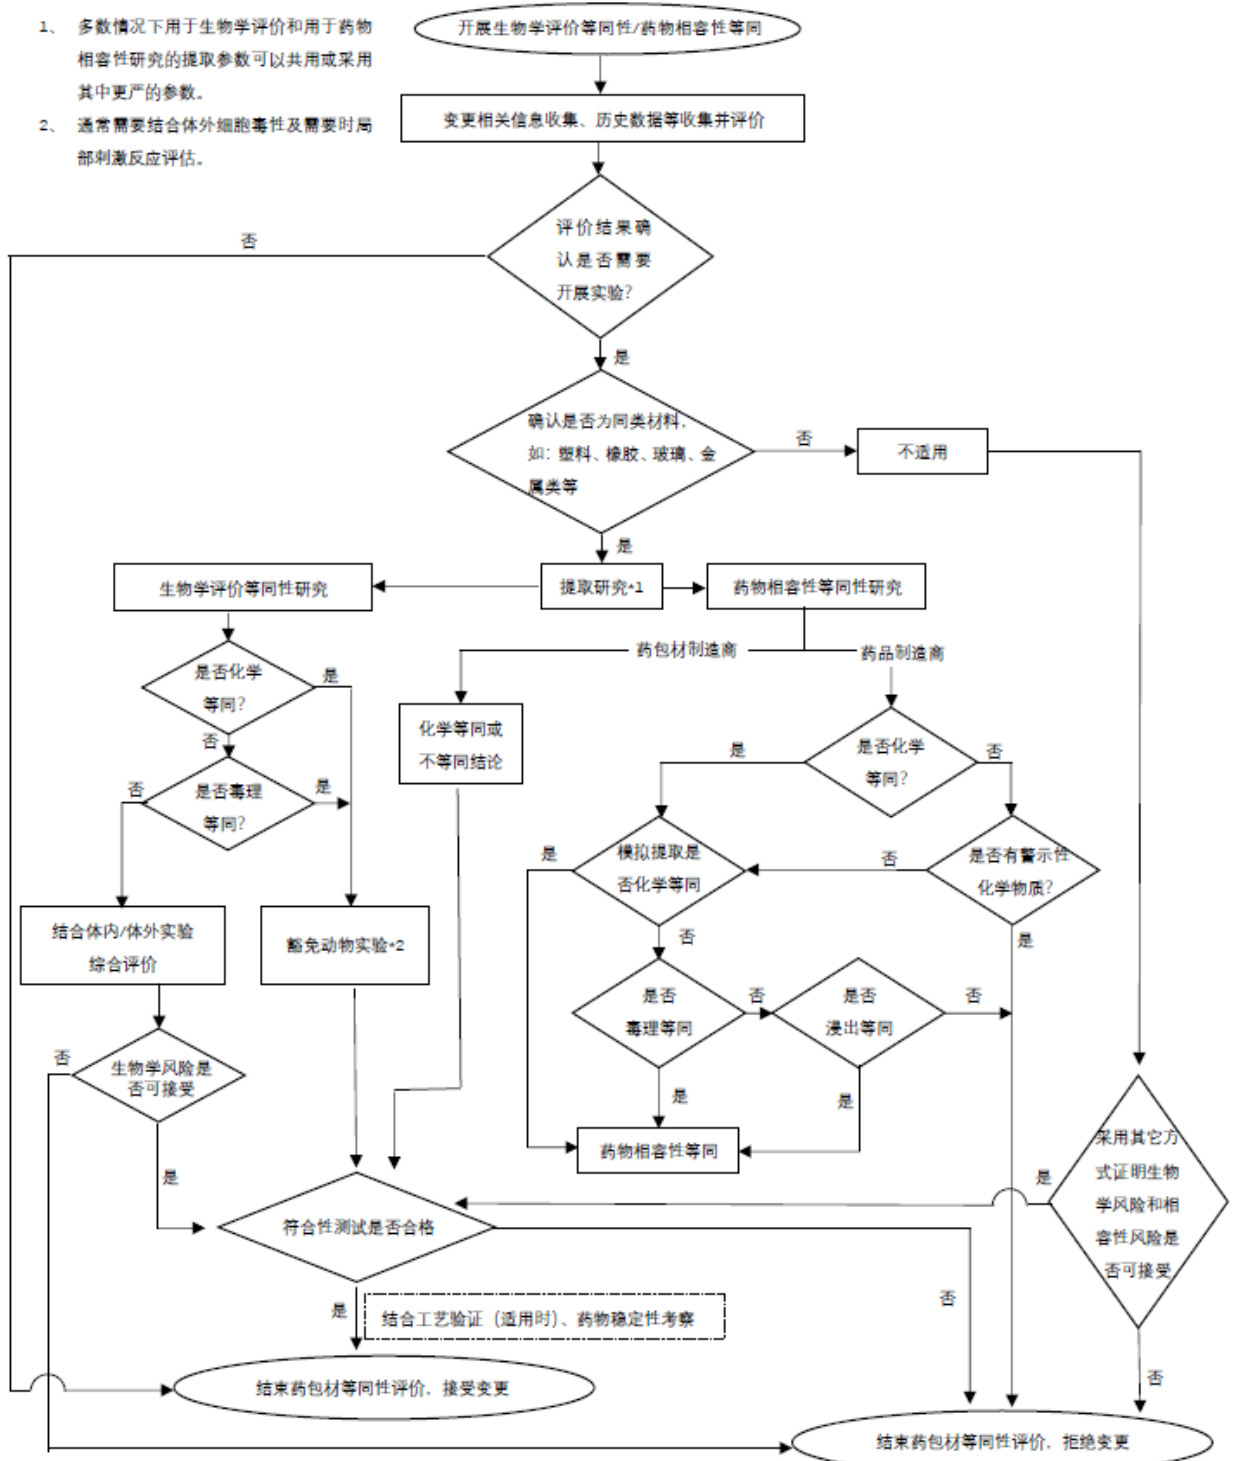 1、 多数情况下用于生物学评价和用于药物
相容性研究的提取参数可以共用或采用
其中更严的参数。
2、 通常需要结合体外细胞毒性及需要时局
部刺激反应评估。
开展生物学评价等同性/药物相容性等同
变更相关信息收集、历史数据等收集并评价
评价结果确
认是否需要
开展实验?
否
是
确认是否为同类材料,
如: 塑料、橡胶、玻璃、金
属类等
否
不适用
是
生物学评价等同性研究
提取研究*1
药物相容性等同性研究
药包材制造商
药品制造商
是否化学
等同?
是
否
是否毒理
等同?
否
是
化学等同或
不等同结论
是否化学
等同?
是
否
模拟提取是
否化学等同
是
否
是否有警示性
化学物质?
否
是
结合体内/体外实验
综合评价
豁免动物实验*2
是否
毒理等同
否
是否
浸出等同
否
是
是
生物学风险是
否可接受
否
是
药物相容性等同
采用其它方
式证明生物
学风险和相
容性风险是
否可接受
是
否
符合性测试是否合格
是
否
结合工艺验证（适用时）、药物稳定性考察
结束药包材等同性评价, 接受变更
结束药包材等同性评价, 拒绝变更